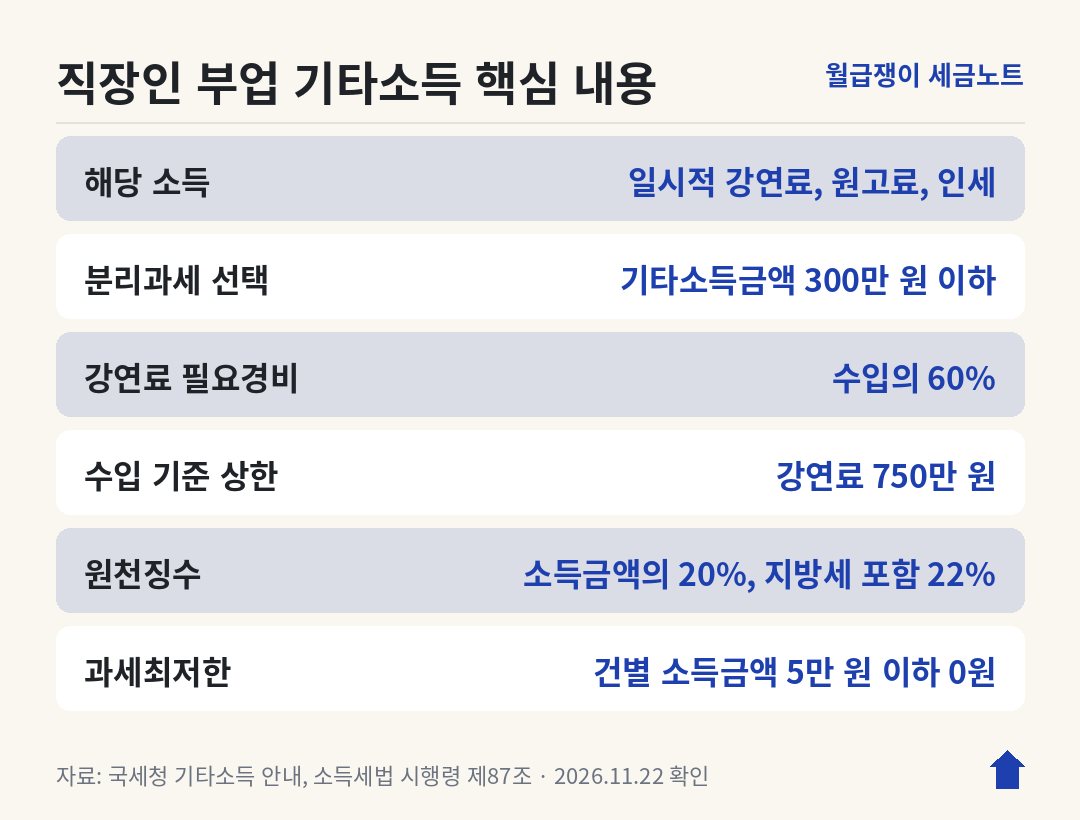 직장인 부업 기타소득 핵심 내용
월급쟁이 세금노트
해당 소득 일시적 강연료, 원고료, 인세
분리과세 선택 기타소득금액 300만 원 이하
강연료 필요경비 수입의 60%
수입 기준 상한 강연료 750만 원
원천징수 소득금액의 20%, 지방세 포함 22%
과세최저한 건별 소득금액 5만 원 이하 0원
자료: 국세청 기타소득 안내, 소득세법 시행령 제87조 · 2026.11.22 확인